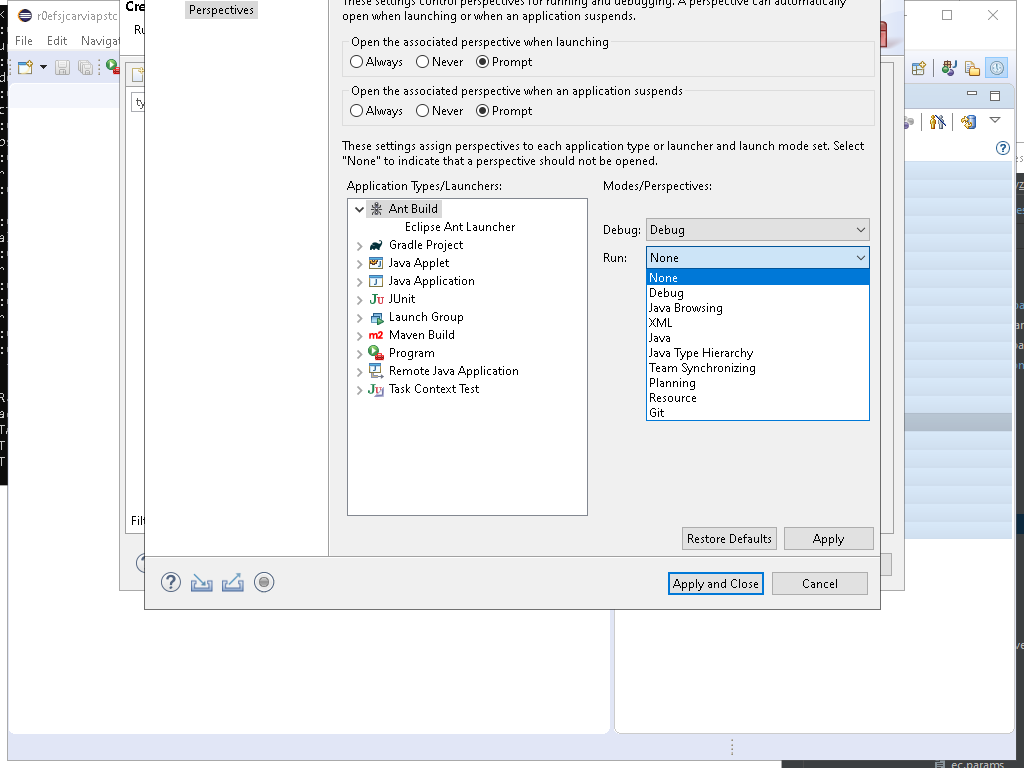 Perspectives
These settings control perspectives for running and debugging. A perspective can automatically
open when launching or when an application suspends.
Open the associated perspective when launching
Always Never Prompt
Open the associated perspective when an application suspends
Always Never Prompt
These settings assign perspectives to each application type or launcher and launch mode set. Select
"None" to indicate that a perspective should not be opened.
Application Types/Launchers:
Modes/Perspectives:
Ant Build
Eclipse Ant Launcher
Gradle Project
Java Applet
Java Application
JUnit
Launch Group
Maven Build
Program
Remote Java Application
Task Context Test
Debug: Debug
Run: None
None
Debug
Java Browsing
XML
Java
Java Type Hierarchy
Team Synchronizing
Planning
Resource
Git
Restore Defaults
Apply
Apply and Close
Cancel
r0efsjcarviapstc
File Edit Navigat
Cre
Ru
ty
Filt
ec.params